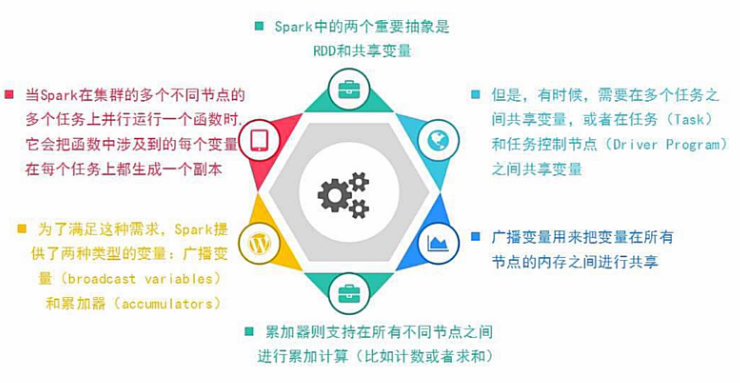 Spark中的两个重要抽象是
RDD和共享变量
当Spark在集群的多个不同节点的
多个任务上并行运行一个函数时,
它会把函数中涉及到的每个变量
在每个任务上都生成一个副本
但是，有时候，需要在多个任务之
间共享变量，或者在任务（Task）
和任务控制节点（Driver Program）
之间共享变量
为了满足这种需求，Spark提
供了两种类型的变量：广播变
量（broadcast variables）
和累加器（accumulators）
广播变量用来把变量在所有
节点的内存之间进行共享
累加器则支持在所有不同节点之间
进行累加计算（比如计数或者求和）